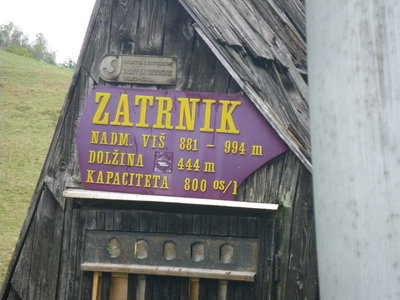 ZATRNIK
NADM. VIŠ 881 - 994 m
DOLŽINA 444 m
KAPACITETA 800 os/h